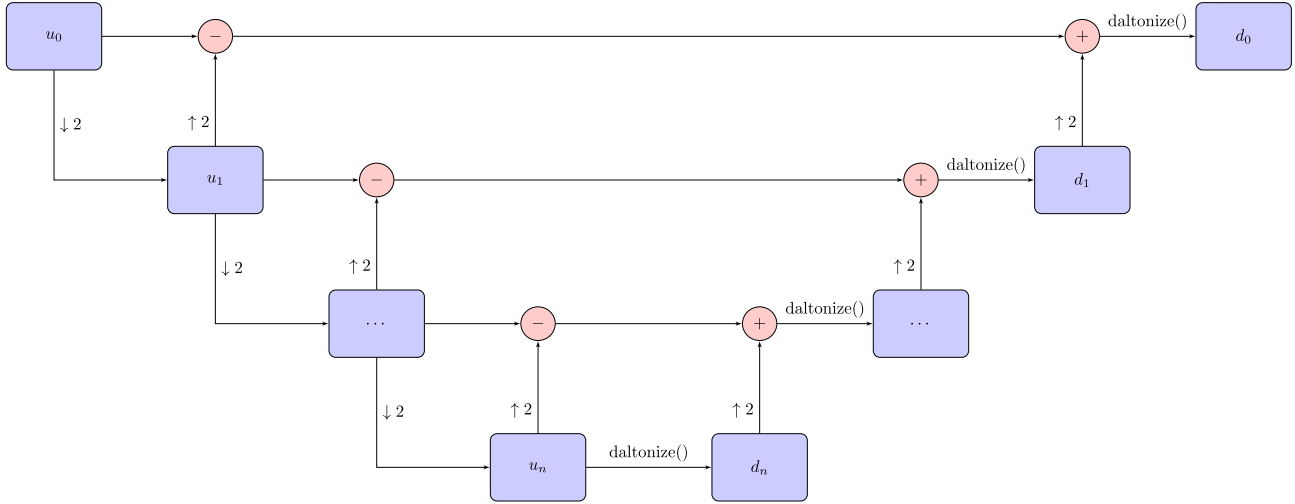 u₀
−
+
daltonize()
d₀
↓ 2
↑ 2
↑ 2
u₁
−
+
daltonize()
d₁
↓ 2
↑ 2
↑ 2
⋯
−
+
daltonize()
⋯
↓ 2
↑ 2
↑ 2
uₙ
daltonize()
dₙ